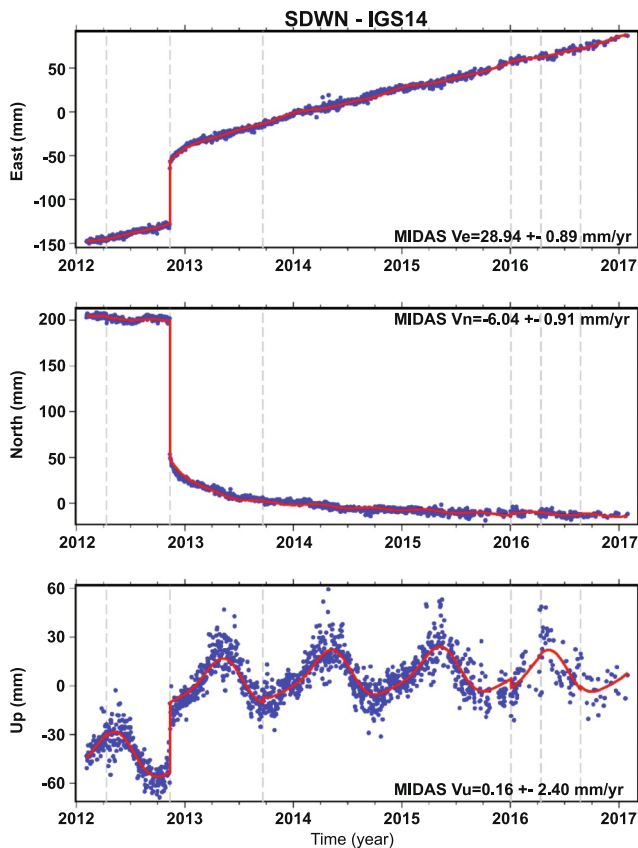 SDWN - IGS14
East (mm)
50
0
-50
-100
-150
MIDAS Ve=28.94 +- 0.89 mm/yr
2012 2013 2014 2015 2016 2017
North (mm)
200
150
100
50
0
MIDAS Vn=-6.04 +- 0.91 mm/yr
2012 2013 2014 2015 2016 2017
Up (mm)
60
30
0
-30
-60
MIDAS Vu=0.16 +- 2.40 mm/yr
2012 2013 2014 2015 2016 2017
Time (year)